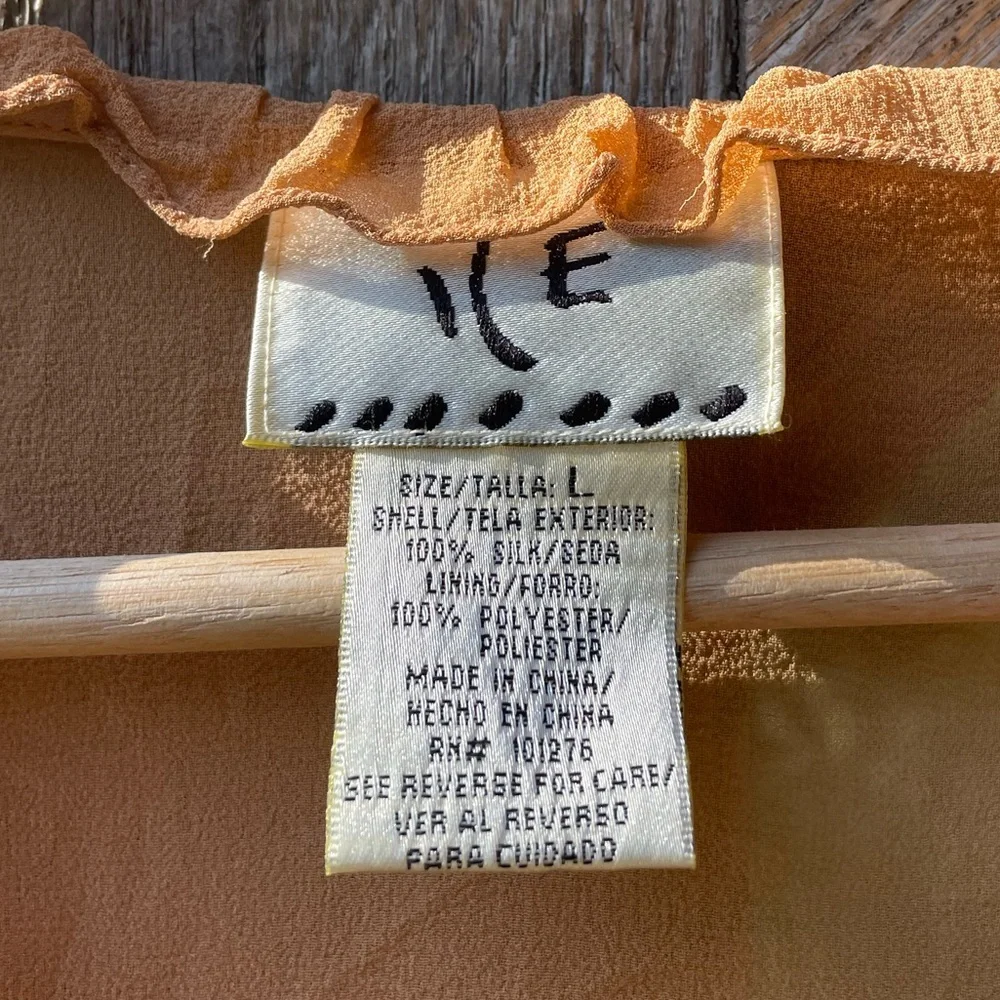 ICE
SIZE/TALLA: L
SHELL/TELA EXTERIOR:
100% SILK/SEDA
LINING/FORRO:
100% POLYESTER/
POLIESTER
MADE IN CHINA/
HECHO EN CHINA
RN# 101276
SEE REVERSE FOR CARE/
VER AL REVERSO
PARA CUIDADO